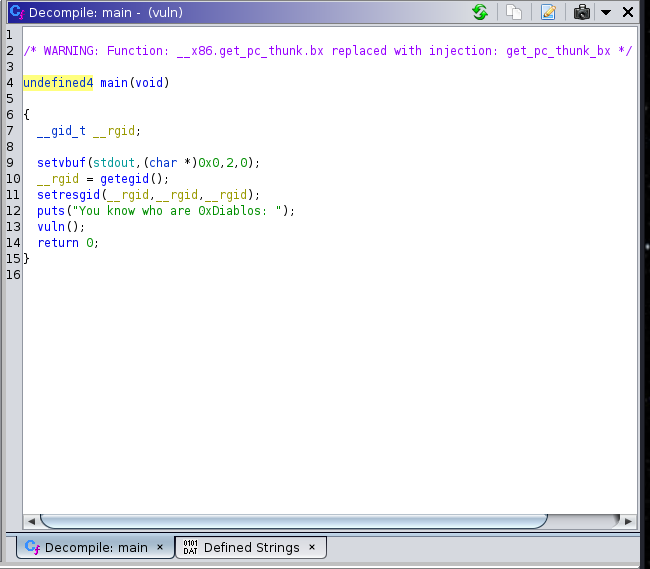 Decompile: main - (vuln)
1
2 /* WARNING: Function: __x86.get_pc_thunk.bx replaced with injection: get_pc_thunk_bx */
3
4 undefined4 main(void)
5
6 {
7   __gid_t __rgid;
8
9   setvbuf(stdout,(char *)0x0,2,0);
10   __rgid = getegid();
11   setresgid(__rgid,__rgid,__rgid);
12   puts("You know who are 0xDiablos: ");
13   vuln();
14   return 0;
15 }
16
Decompile: main × Defined Strings ×